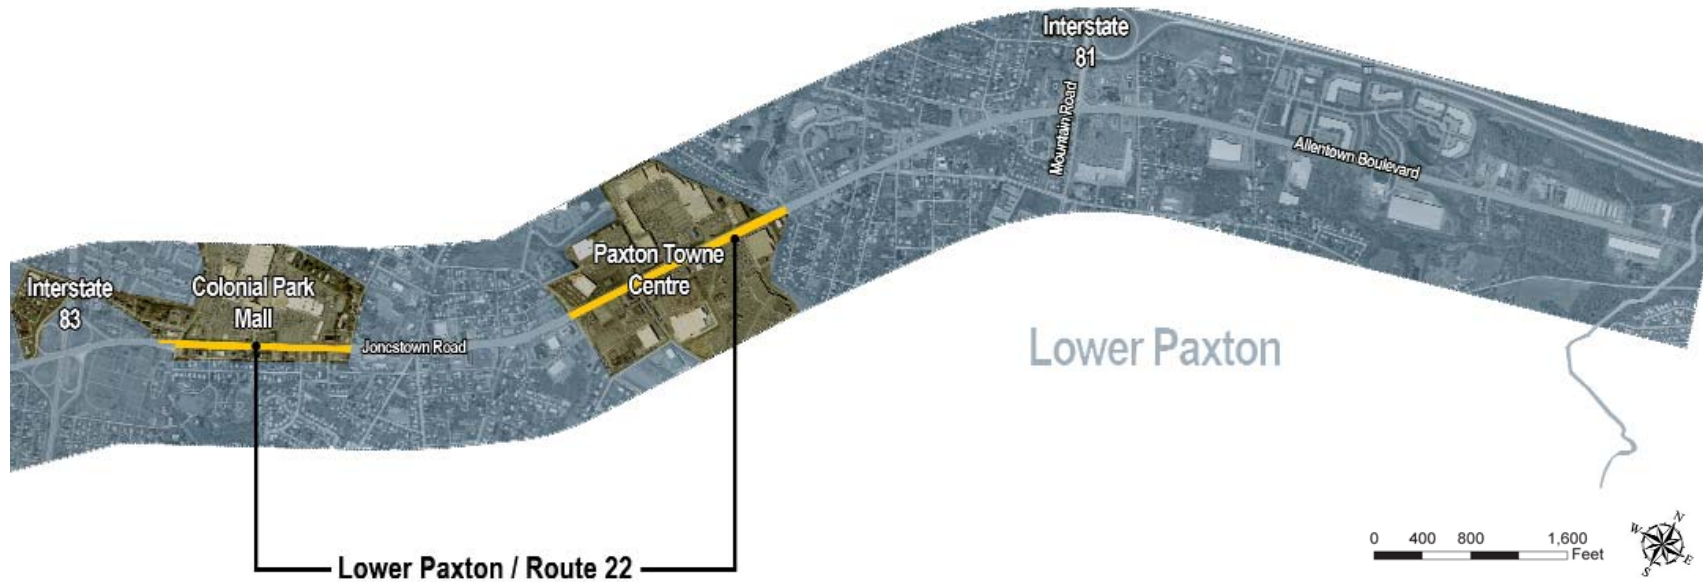 Interstate
81
Mountain Road
Allentown Boulevard
Paxton Towne
Centre
Interstate
83
Colonial Park
Mall
Jonestown Road
Lower Paxton
Lower Paxton / Route 22
0 400 800 1,600
Feet
N
W
E
S